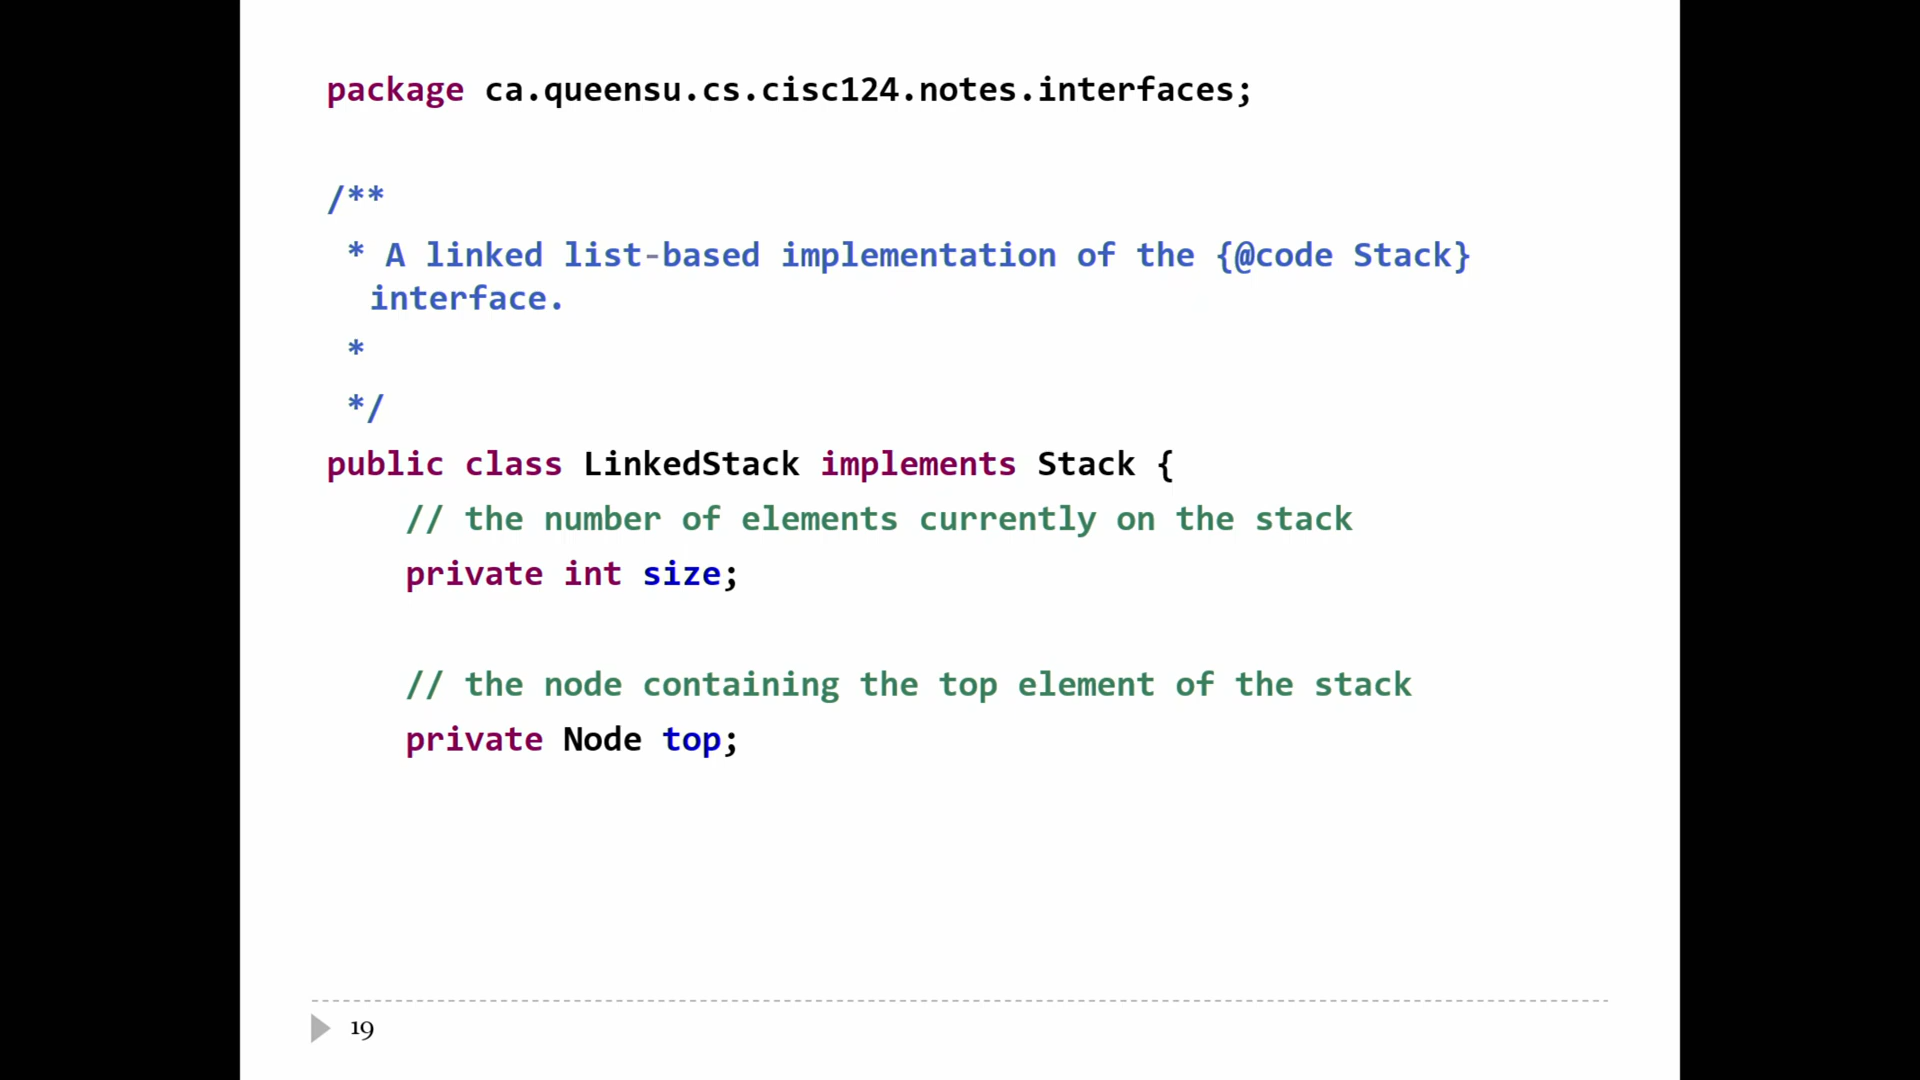 package ca.queensu.cs.cisc124.notes.interfaces;
/**
* A linked list-based implementation of the {@code Stack}
interface.
*
*/
public class LinkedStack implements Stack {
// the number of elements currently on the stack
private int size;
// the node containing the top element of the stack
private Node top;
19